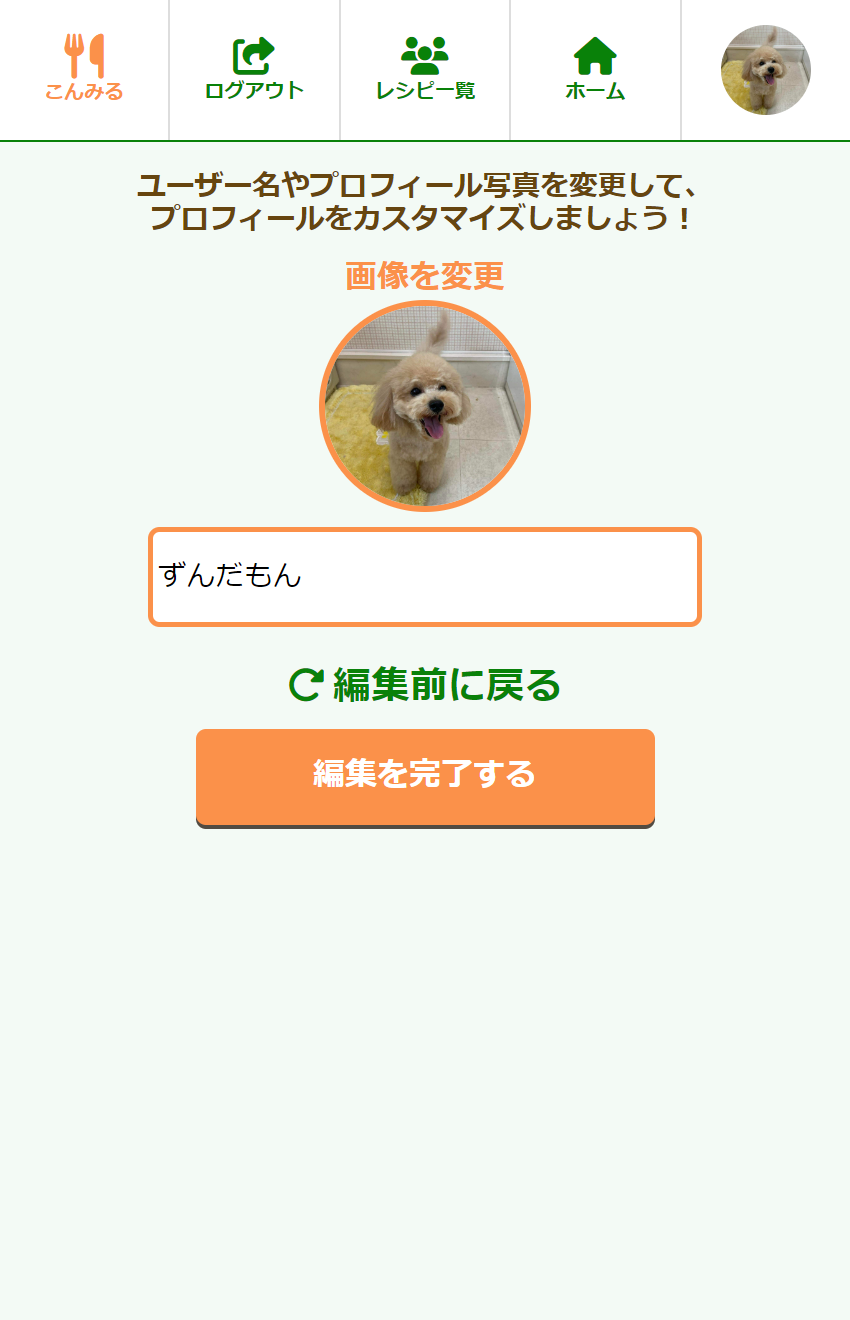 こんみる
ログアウト
レシピ一覧
ホーム
ユーザー名やプロフィール写真を変更して、
プロフィールをカスタマイズしましょう！
画像を変更
ずんだもん
編集前に戻る
編集を完了する